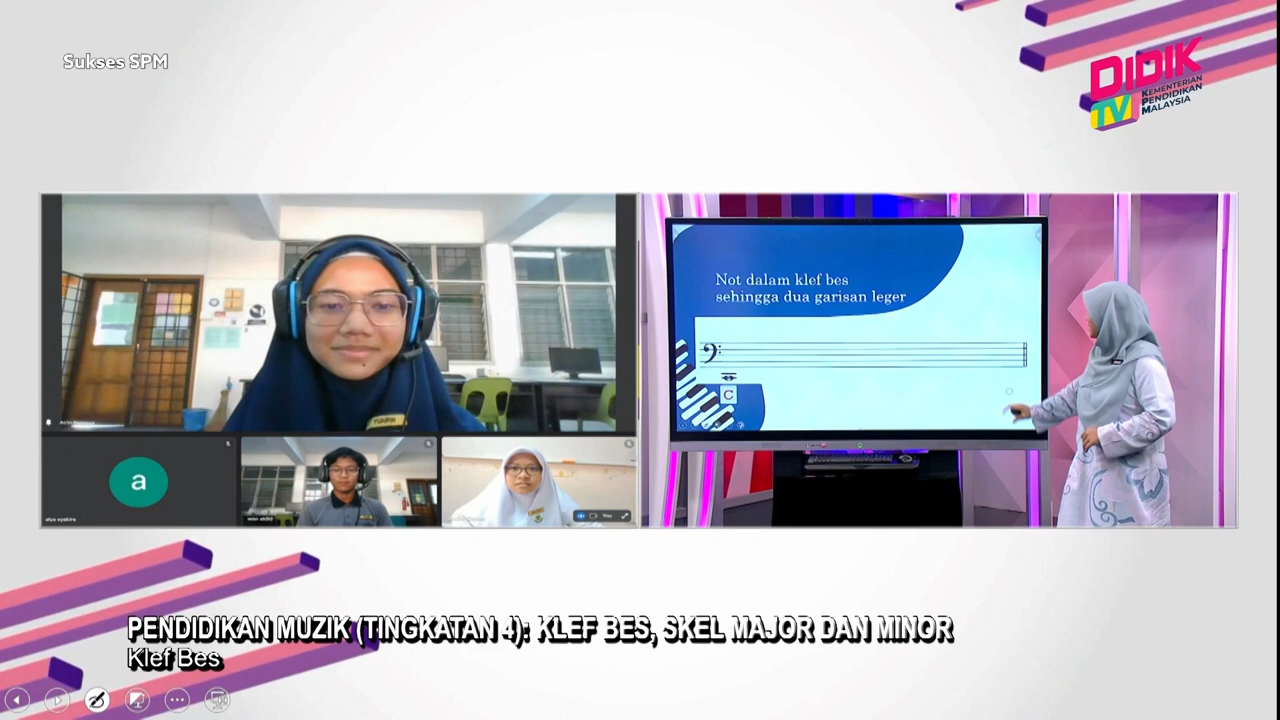 Sukses SPM
DIDIK
TV
KEMENTERIAN
PENDIDIKAN
MALAYSIA
Not dalam klef bes
sehingga dua garisan leger
C
a
You
PENDIDIKAN MUZIK (TINGKATAN 4): KLEF BES, SKEL MAJOR DAN MINOR
Klef Bes